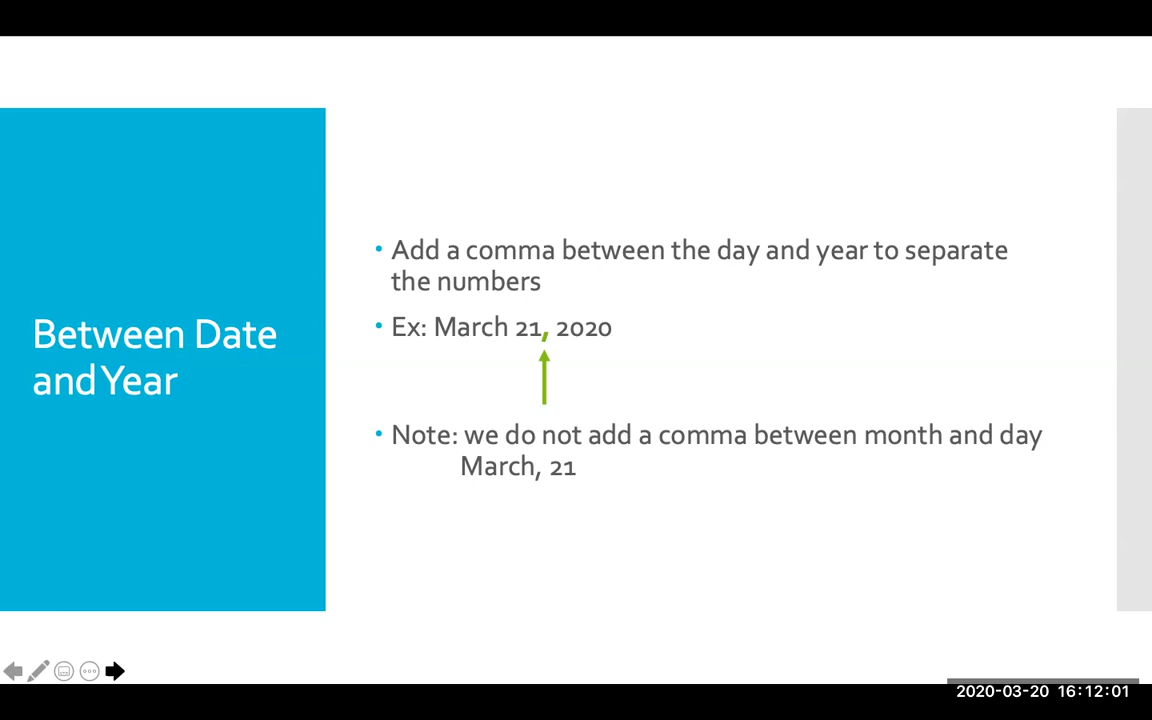 Between Date
and Year
• Add a comma between the day and year to separate
the numbers
• Ex: March 21, 2020
• Note: we do not add a comma between month and day
March, 21
2020-03-20 16:12:01